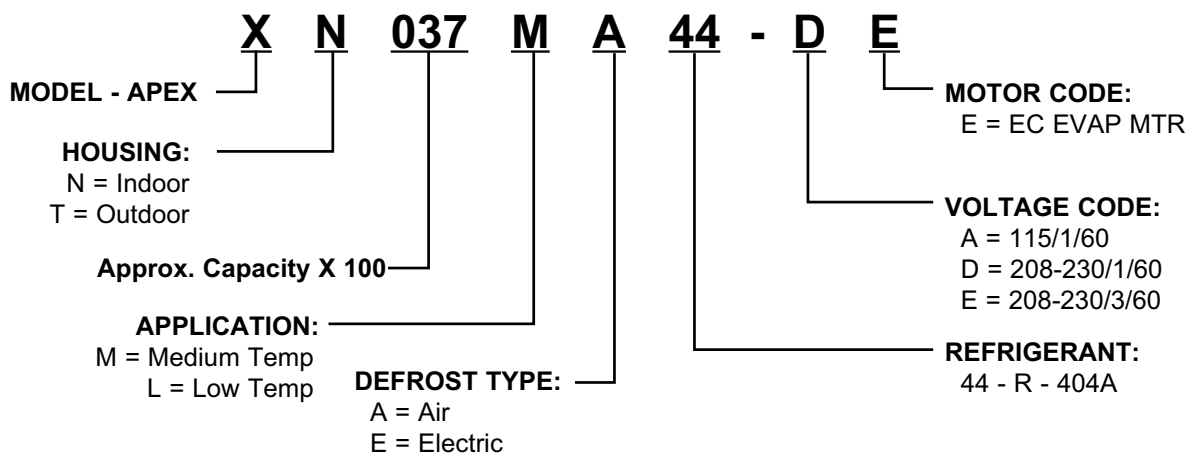 X N 037 M A 44 - D E
MODEL - APEX
HOUSING:
N = Indoor
T = Outdoor
Approx. Capacity X 100
APPLICATION:
M = Medium Temp
L = Low Temp
DEFROST TYPE:
A = Air
E = Electric
MOTOR CODE:
E = EC EVAP MTR
VOLTAGE CODE:
A = 115/1/60
D = 208-230/1/60
E = 208-230/3/60
REFRIGERANT:
44 - R - 404A